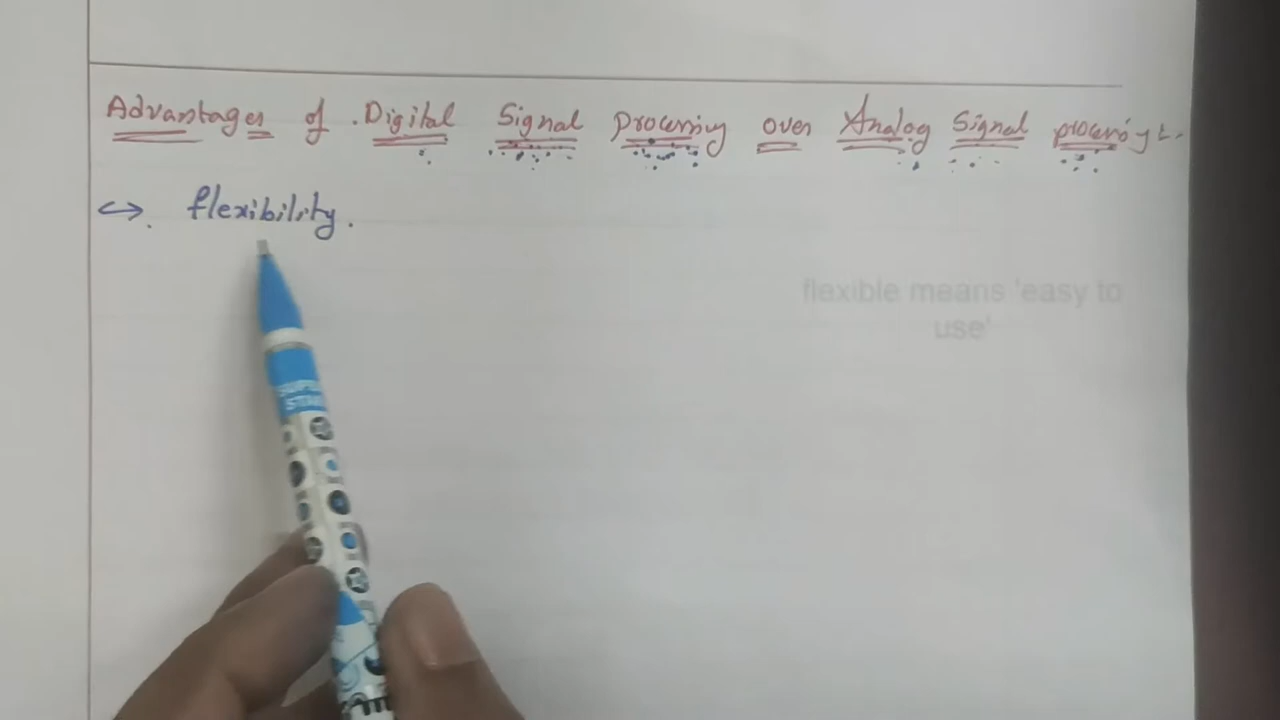 Advantages of Digital Signal Processing over Analog Signal processing:-
↔ flexibility.
flexible means 'easy to
use'